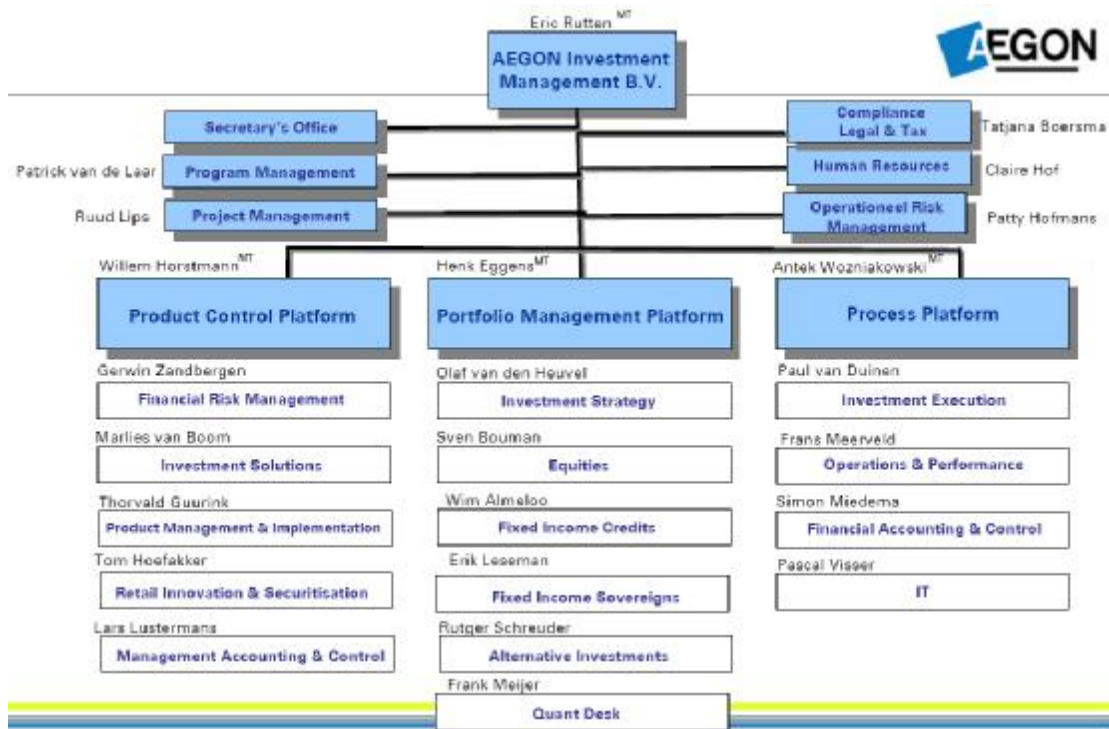 Eric Rutten MT
AEGON Investment
Management B.V.
AEGON
Secretary's Office
Compliance
Legal & Tax
Tatjana Boersma
Patrick van de Laar
Program Management
Human Resources
Claire Hof
Ruud Lips
Project Management
Operationeel Risk
Management
Patty Hofmans
Willem Horstmann MT
Product Control Platform
Henk Eggens MT
Portfolio Management Platform
Antek Wozniakowski MT
Process Platform
Gerwin Zandbergen
Financial Risk Management
Marlies van Boom
Investment Solutions
Thorvald Guurink
Product Management & Implementation
Tom Hoefakker
Retail Innovation & Securitisation
Lars Lustermans
Management Accounting & Control
Olaf van den Heuvel
Investment Strategy
Sven Bouman
Equities
Wim Almeloo
Fixed Income Credits
Erik Leseman
Fixed Income Sovereigns
Rutger Schreuder
Alternative Investments
Frank Meijer
Quant Desk
Paul van Duinen
Investment Execution
Frans Meerveld
Operations & Performance
Simon Miedema
Financial Accounting & Control
Pascal Visser
IT